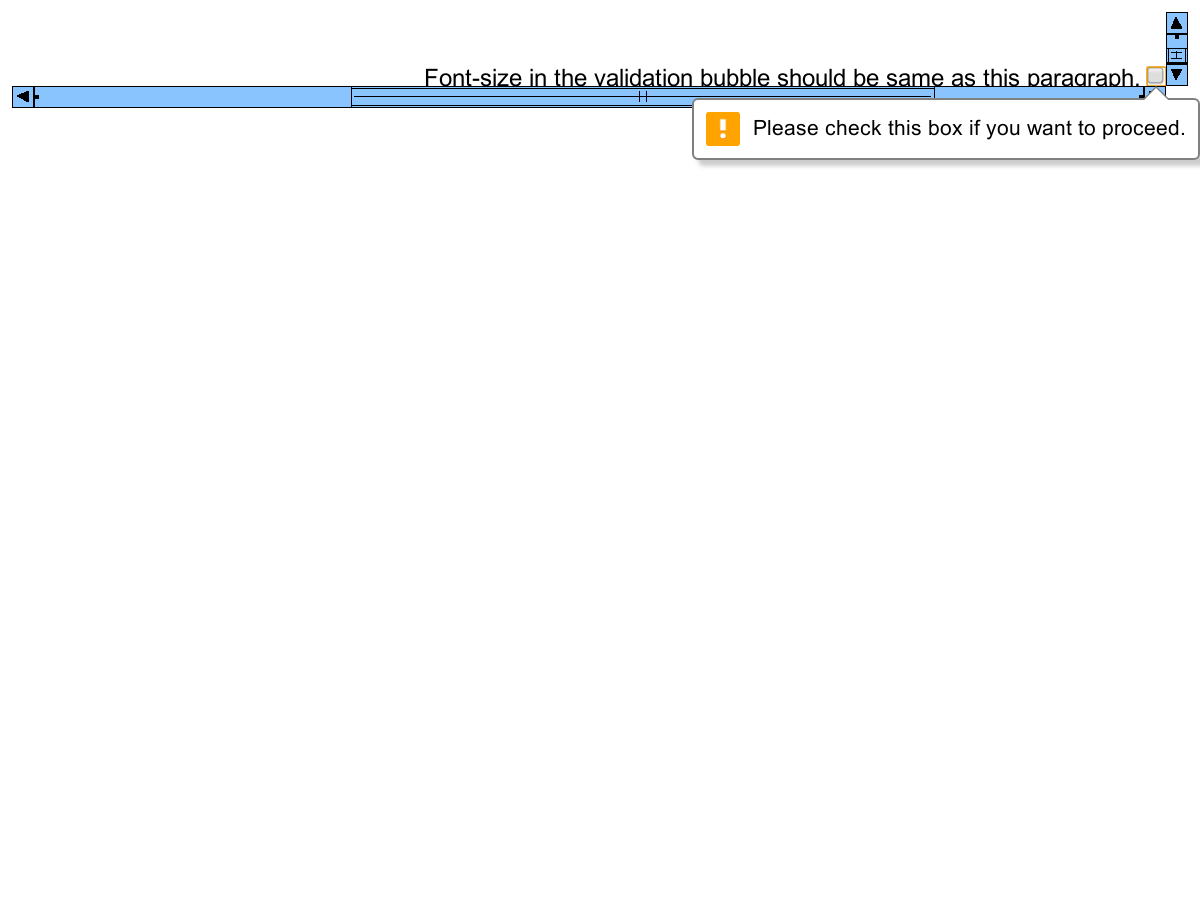 Font-size in the validation bubble should be same as this paragraph.
Please check this box if you want to proceed.